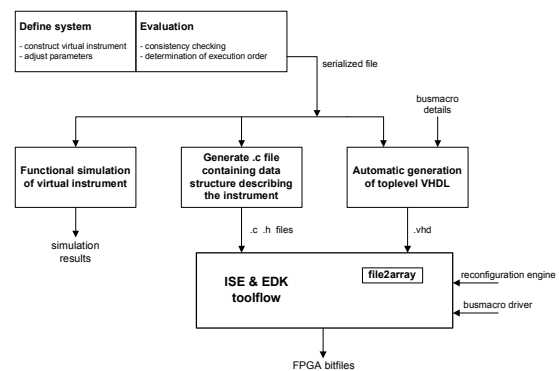 Define system
- construct virtual instrument
- adjust parameters
Evaluation
- consistency checking
- determination of execution order
serialized file
busmacro
details
Functional simulation
of virtual instrument
Generate .c file
containing data
structure describing
the instrument
Automatic generation
of toplevel VHDL
simulation
results
.c .h files
.vhd
ISE & EDK
toolflow
file2array
reconfiguration engine
busmacro driver
FPGA bitfiles